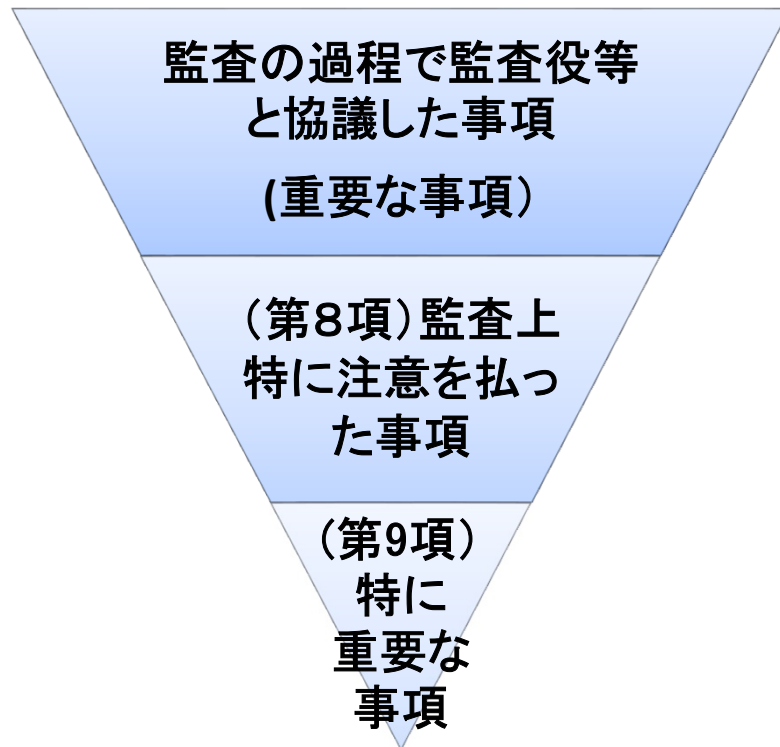 監査の過程で監査役等
と協議した事項
(重要な事項）
（第８項）監査上
特に注意を払っ
た事項
（第9項）
特に
重要な
事項